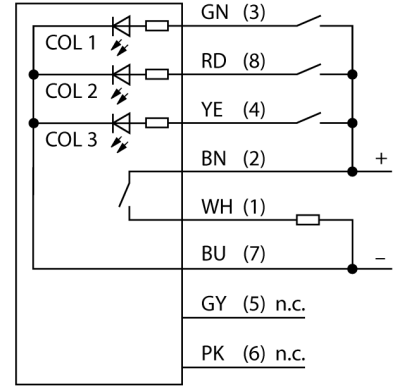 GN (3)
COL 1
RD (8)
COL 2
YE (4)
COL 3
BN (2)
+
WH (1)
BU (7)
–
GY (5) n.c.
PK (6) n.c.